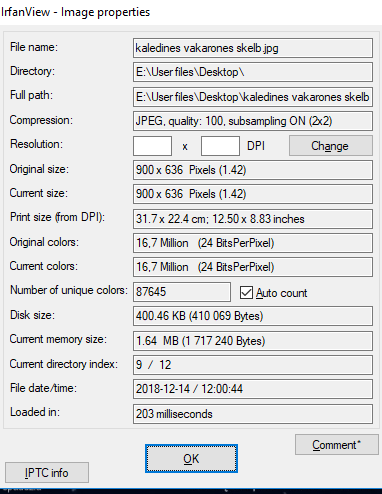 IrfanView - Image properties
File name: kaledines vakarones skelb.jpg
Directory: E:\User files\Desktop\
Full path: E:\User files\Desktop\kaledines vakarones skelb
Compression: JPEG, quality: 100, subsampling ON (2x2)
Resolution: x DPI Change
Original size: 900 x 636 Pixels (1.42)
Current size: 900 x 636 Pixels (1.42)
Print size (from DPI): 31.7 x 22.4 cm; 12.50 x 8.83 inches
Original colors: 16,7 Million (24 BitsPerPixel)
Current colors: 16,7 Million (24 BitsPerPixel)
Number of unique colors: 87645 Auto count
Disk size: 400.46 KB (410 069 Bytes)
Current memory size: 1.64 MB (1 717 240 Bytes)
Current directory index: 9 / 12
File date/time: 2018-12-14 / 12:00:44
Loaded in: 203 milliseconds
Comment*
OK
IPTC info